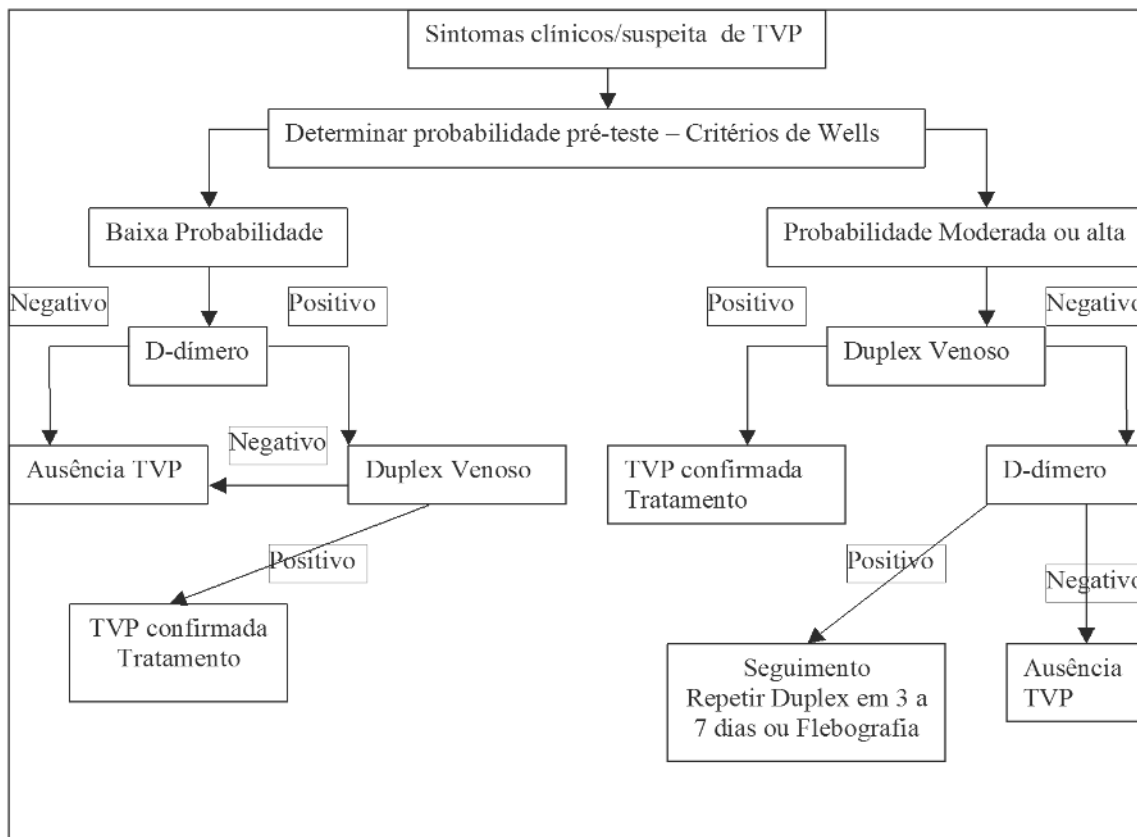 Sintomas clínicos/suspeita de TVP
Determinar probabilidade pré-teste – Critérios de Wells
Baixa Probabilidade
Probabilidade Moderada ou alta
Negativo
Positivo
Positivo
Negativo
D-dímero
Duplex Venoso
Negativo
Ausência TVP
Duplex Venoso
TVP confirmada
Tratamento
D-dímero
Positivo
Positivo
Negativo
TVP confirmada
Tratamento
Seguimento
Repetir Duplex em 3 a
7 dias ou Flebografia
Ausência
TVP